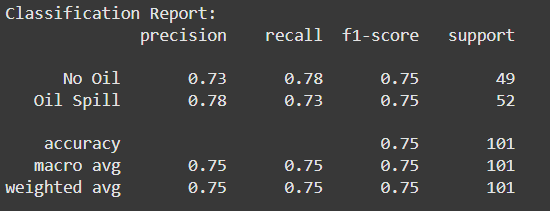 Classification Report:
precision recall f1-score support
No Oil 0.73 0.78 0.75 49
Oil Spill 0.78 0.73 0.75 52
accuracy 0.75 101
macro avg 0.75 0.75 0.75 101
weighted avg 0.75 0.75 0.75 101